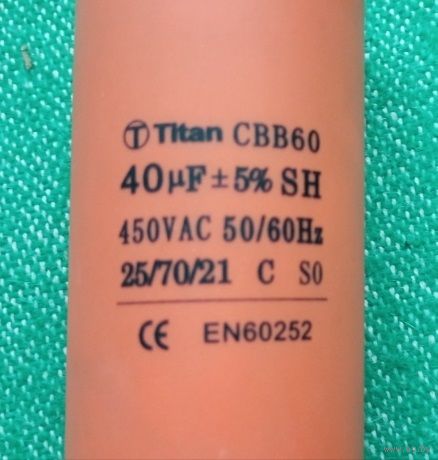 Titan CBB60
40µF±5% SH
450VAC 50/60Hz
25/70/21 C S0
CE EN60252